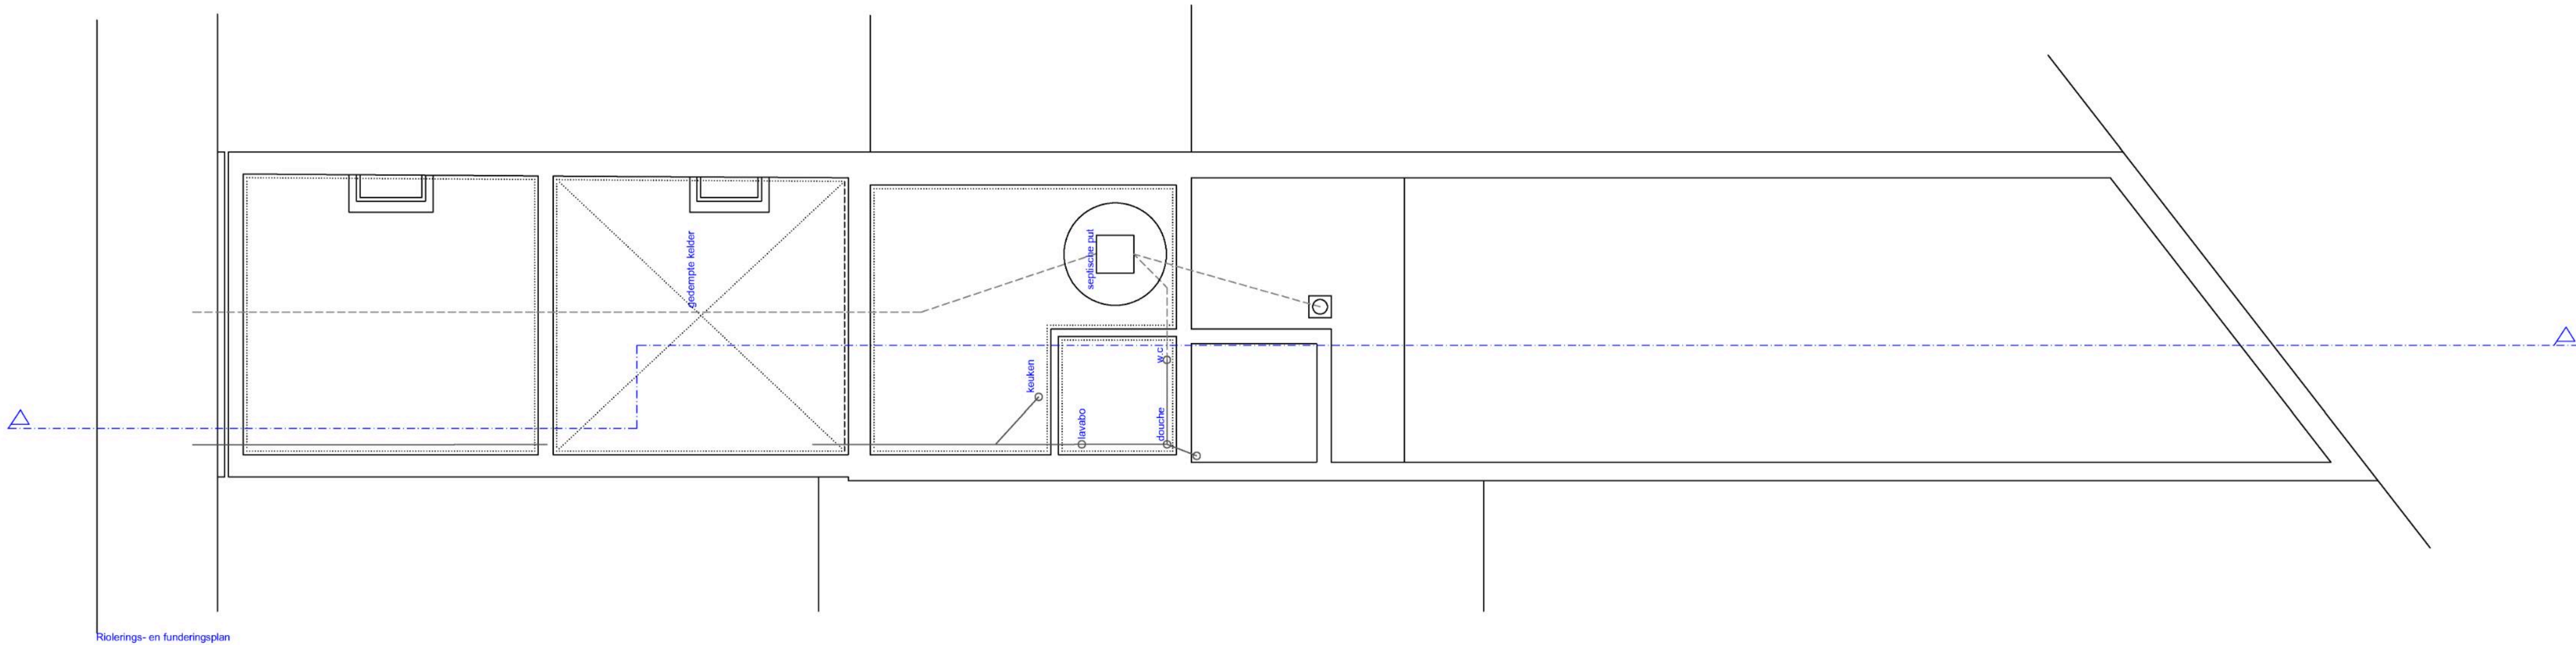 gedempte kelder
septische put
keuken
lavabo
w.c.
douche
Riolerings- en funderingsplan